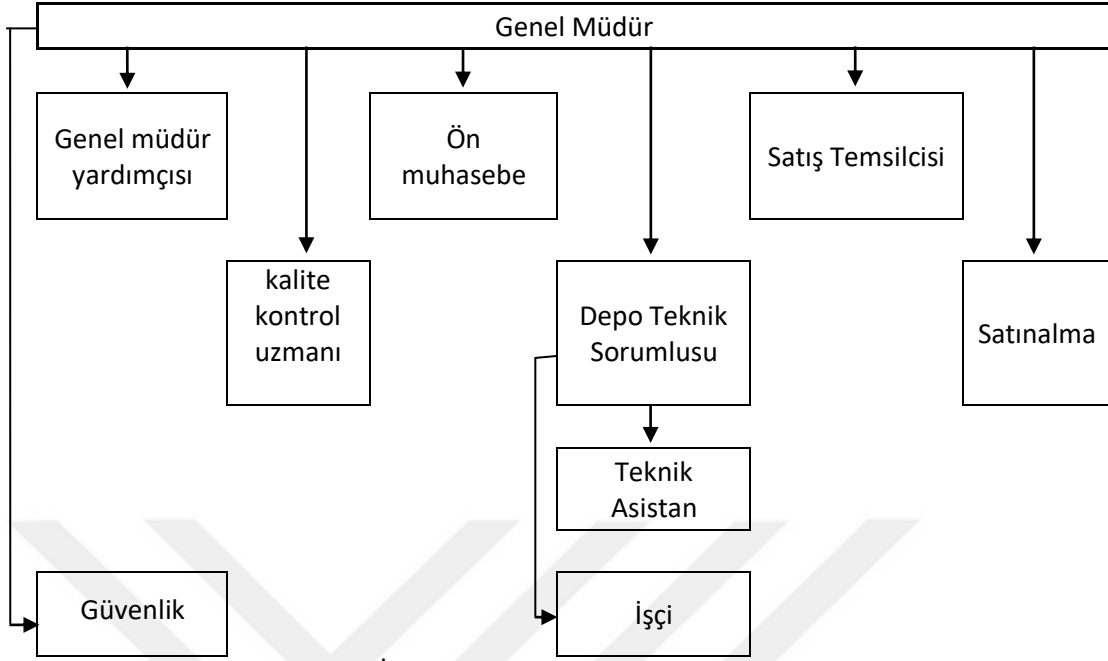 Genel Müdür
Genel müdür
yardımçısı
Ön
muhasebe
Satış Temsilcisi
kalite
kontrol
uzmanı
Depo Teknik
Sorumlusu
Satınalma
Teknik
Asistan
Güvenlik
İşçi